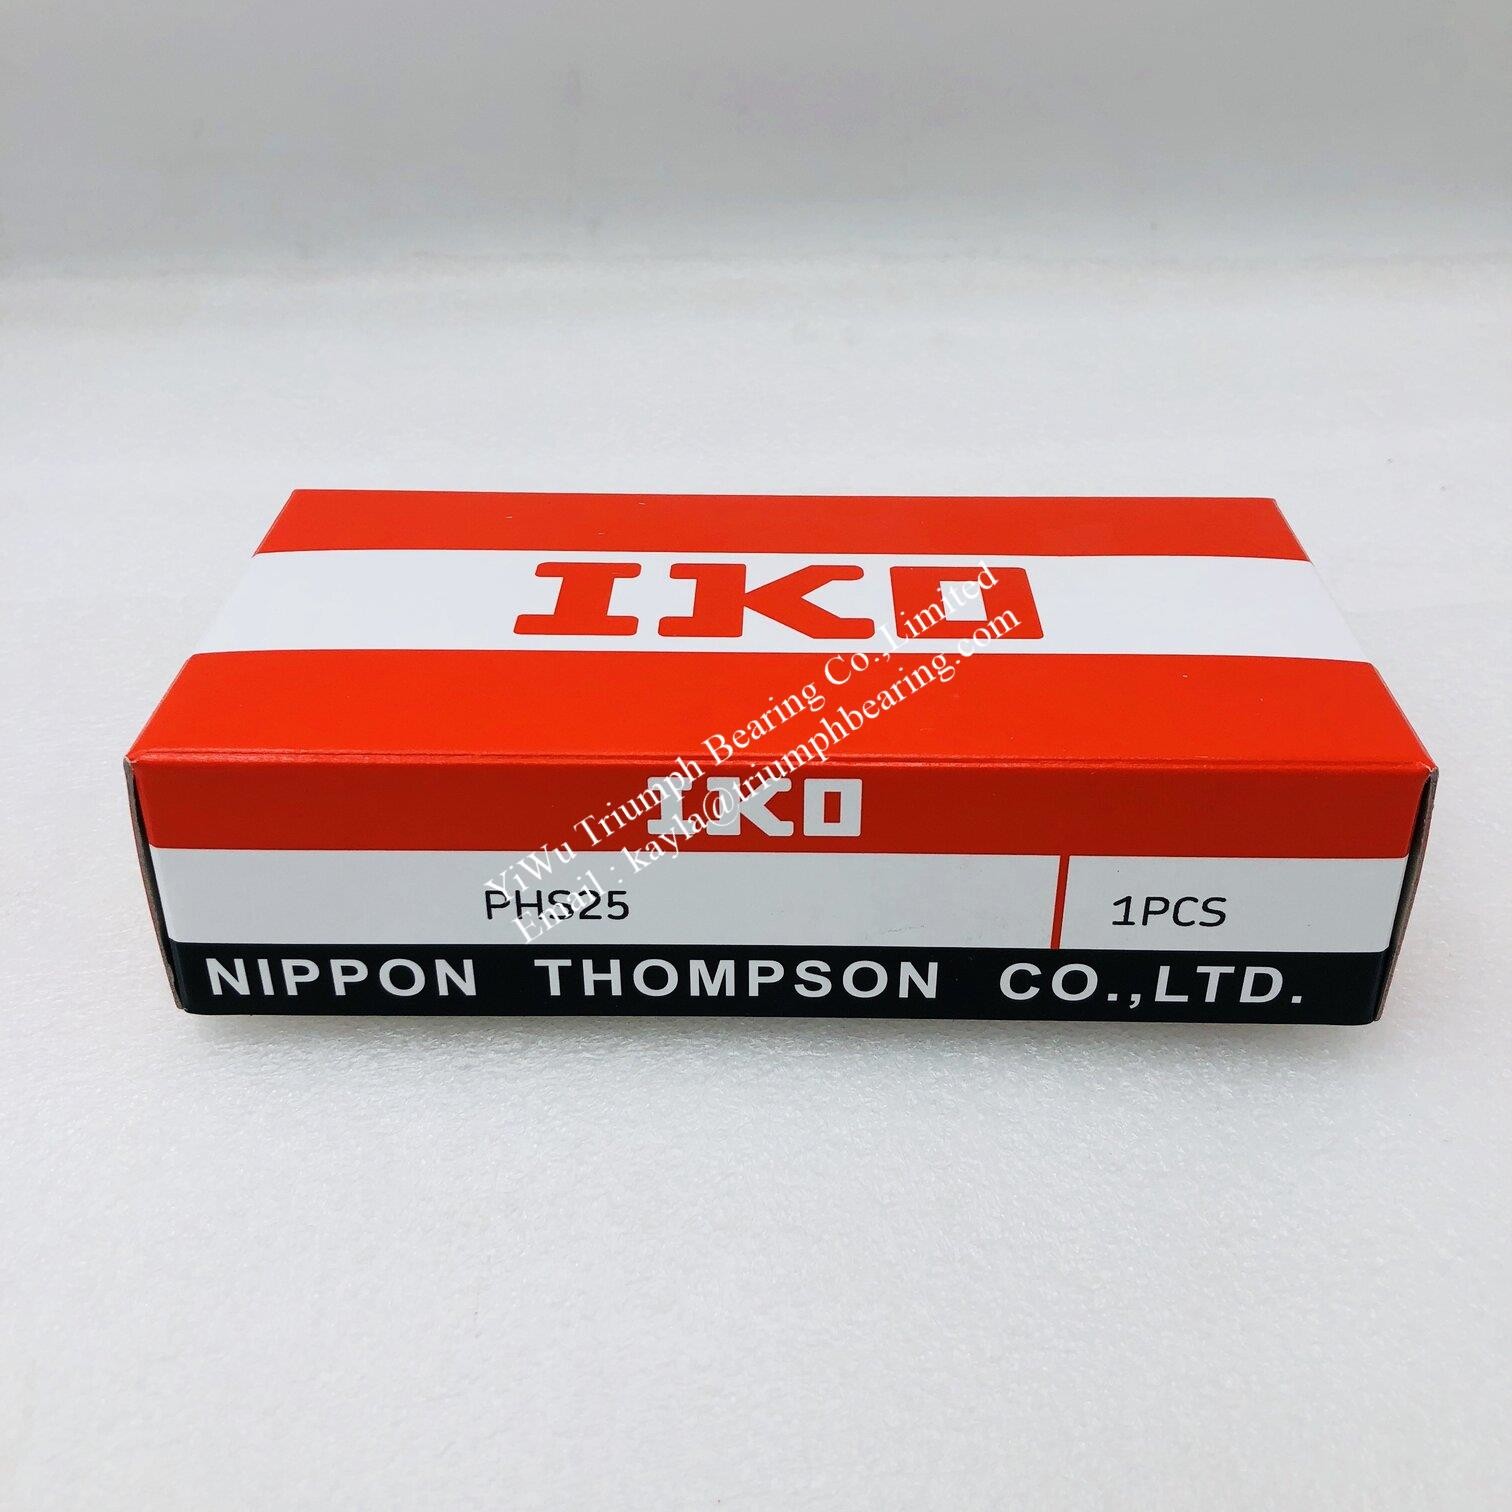 IKO
IKO
PHS25
1PCS
NIPPON THOMPSON CO.,LTD.
YiWu Triumph Bearing Co.,Limited
Email : kayla@triumphbearing.com